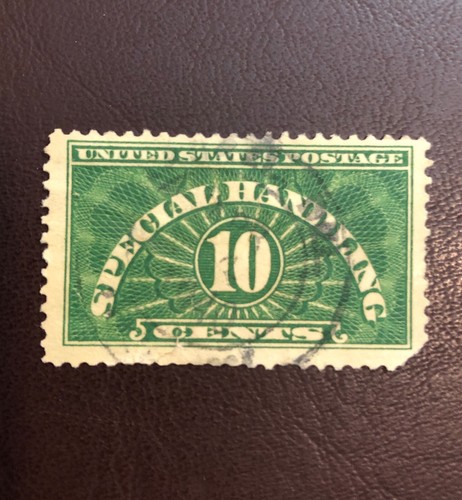 UNITED STATES POSTAGE
SPECIAL HANDLING
10
CENTS